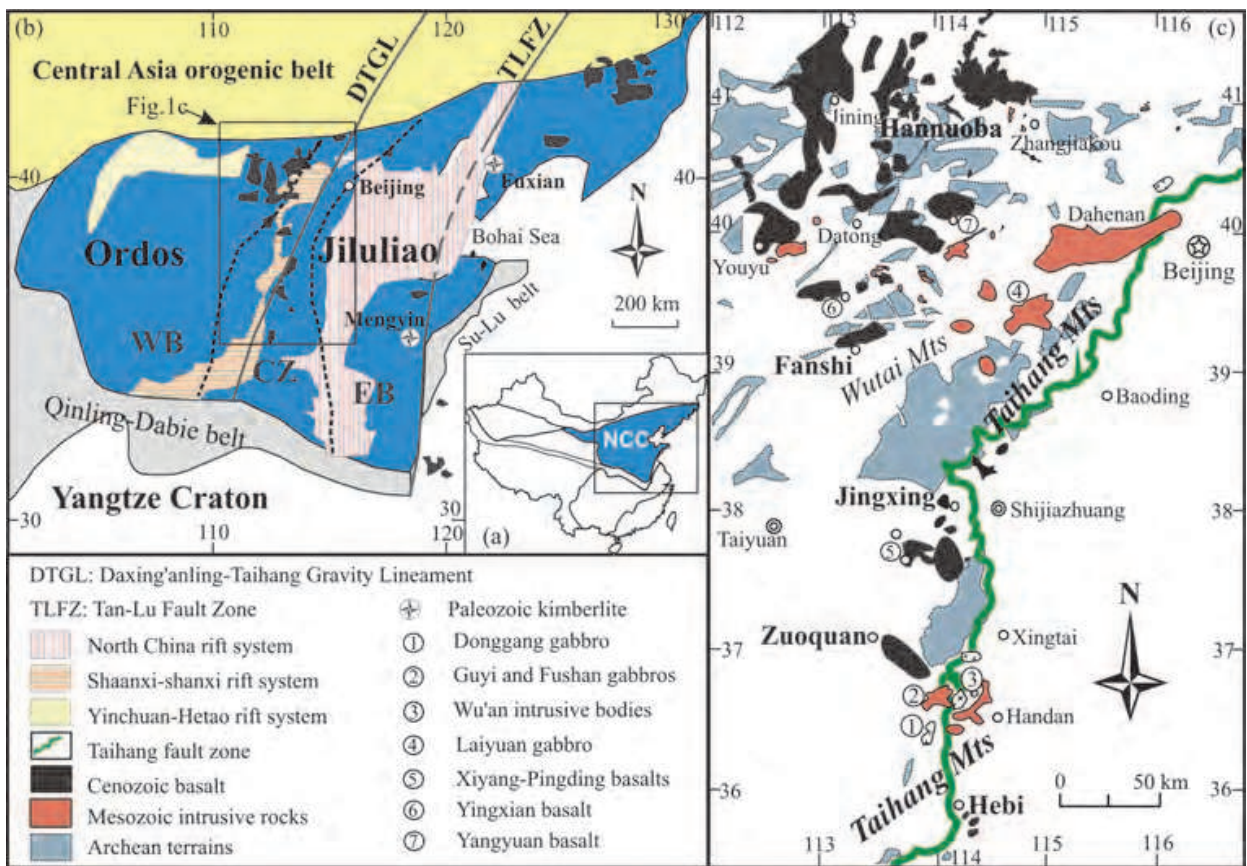 (b)
110
120
130
DTGL
TLFZ
Central Asia orogenic belt
Fig.1c
40
Beijing
Fuxian
40
N
Ordos
Jiluliao
Bohai Sea
200 km
Mengyin
Su-Lu belt
WB
CZ
EB
Qinling-Dabie belt
NCC
Yangtze Craton
30
110
30
120
(a)
DTGL: Daxing'anling-Taihang Gravity Lineament
TLFZ: Tan-Lu Fault Zone
North China rift system
Shaanxi-shanxi rift system
Yinchuan-Hetao rift system
Taihang fault zone
Cenozoic basalt
Mesozoic intrusive rocks
Archean terrains
Paleozoic kimberlite
① Donggang gabbro
② Guyi and Fushan gabbros
③ Wu'an intrusive bodies
④ Laiyuan gabbro
⑤ Xiyang-Pingding basalts
⑥ Yingxian basalt
⑦ Yangyuan basalt
112
113
114
115
116
(c)
41
41
Jining
Hannuoba
Zhangjiakou
40
⑦
Dahenan
40
Datong
Youyu
Beijing
④
⑥
Fanshi
Wutai Mts
Taihang Mts
39
39
Baoding
Jingxing
38
Shijiazhuang
38
Taiyuan
⑤
Zuoquan
37
Xingtai
37
②
③
Handan
①
N
Taihang Mts
0 50 km
36
Hebi
36
113
114
115
116